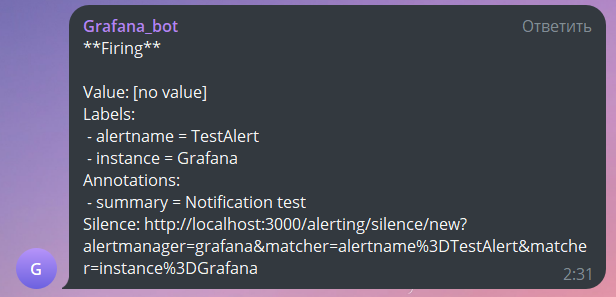 Grafana_bot Ответить
**Firing**
Value: [no value]
Labels:
- alertname = TestAlert
- instance = Grafana
Annotations:
- summary = Notification test
Silence: http://localhost:3000/alerting/silence/new?
alertmanager=grafana&matcher=alertname%3DTestAlert&matche
r=instance%3DGrafana
G 2:31